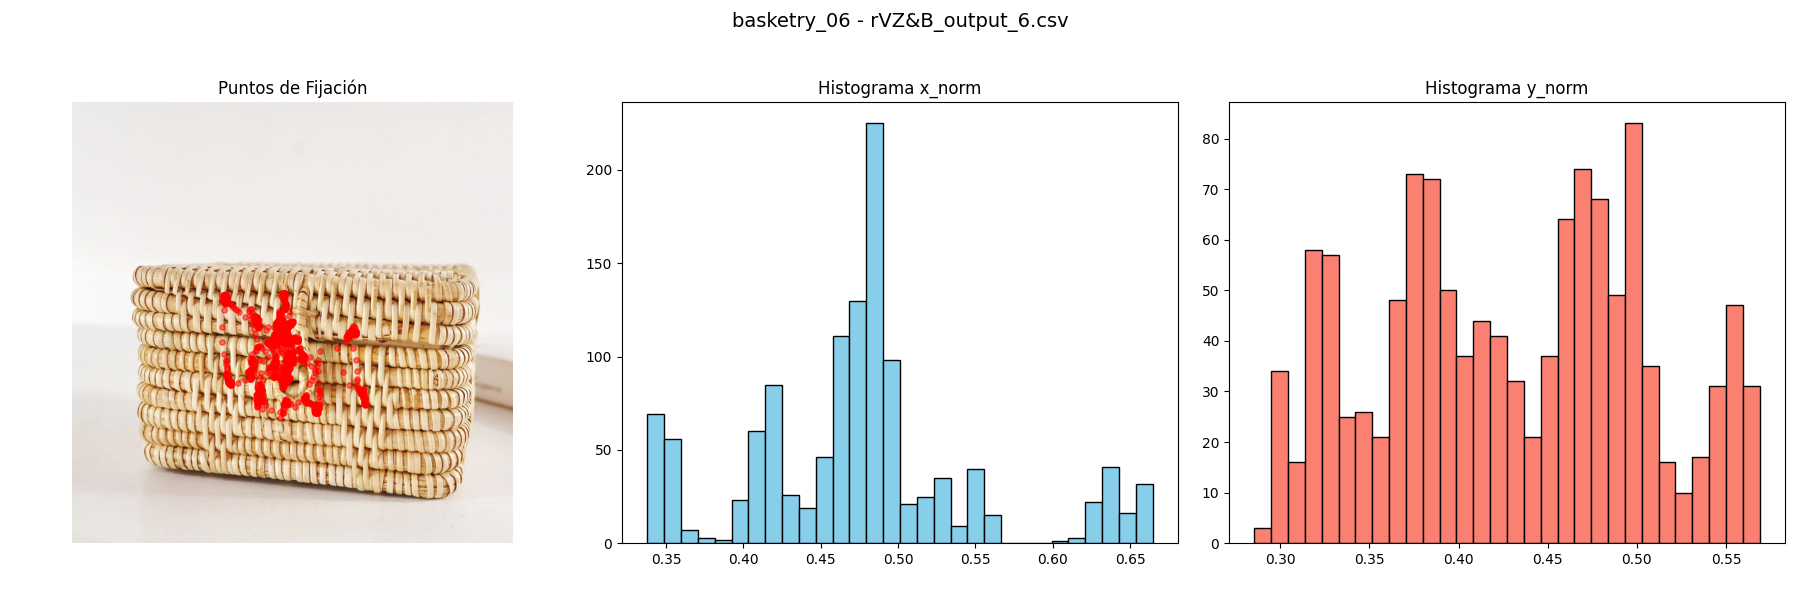 basketry_06 - rVZ&B_output_6.csv
Puntos de Fijación
Histograma x_norm
200
150
100
50
0
0.35 0.40 0.45 0.50 0.55 0.60 0.65
Histograma y_norm
80
70
60
50
40
30
20
10
0
0.30 0.35 0.40 0.45 0.50 0.55